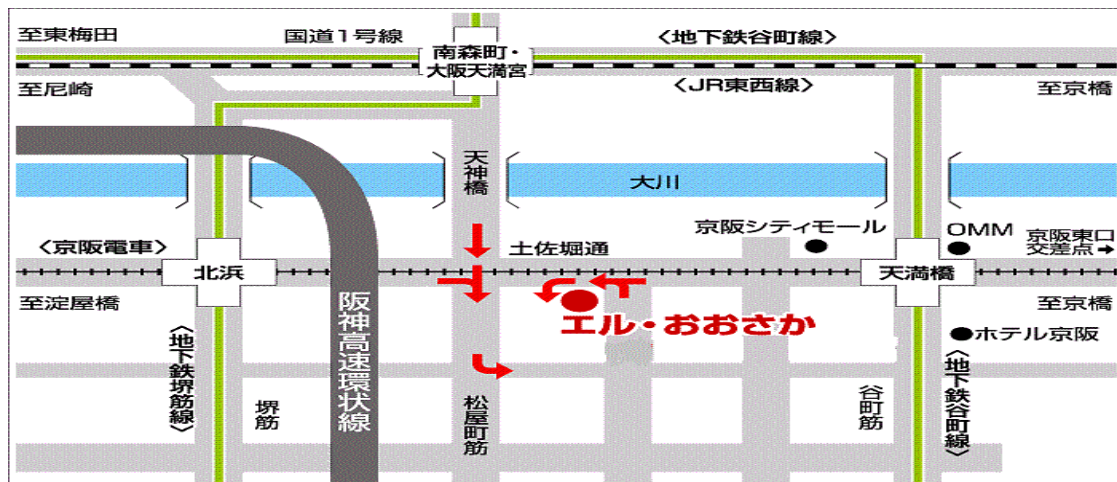 至東梅田
国道1号線
南森町・
大阪天満宮
〈地下鉄谷町線〉
至尼崎
〈JR東西線〉
至京橋
天神橋
大川
〈京阪電車〉
北浜
土佐堀通
京阪シティモール
OMM
京阪東口
交差点→
天満橋
至淀屋橋
至京橋
エル・おおさか
ホテル京阪
〈地下鉄堺筋線〉
堺筋
阪神高速環状線
松屋町筋
谷町筋
〈地下鉄谷町線〉